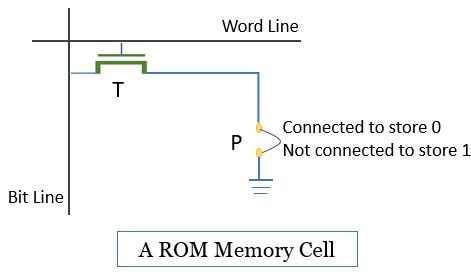 Word Line
T
Connected to store 0
P
Not connected to store 1
Bit Line
A ROM Memory Cell